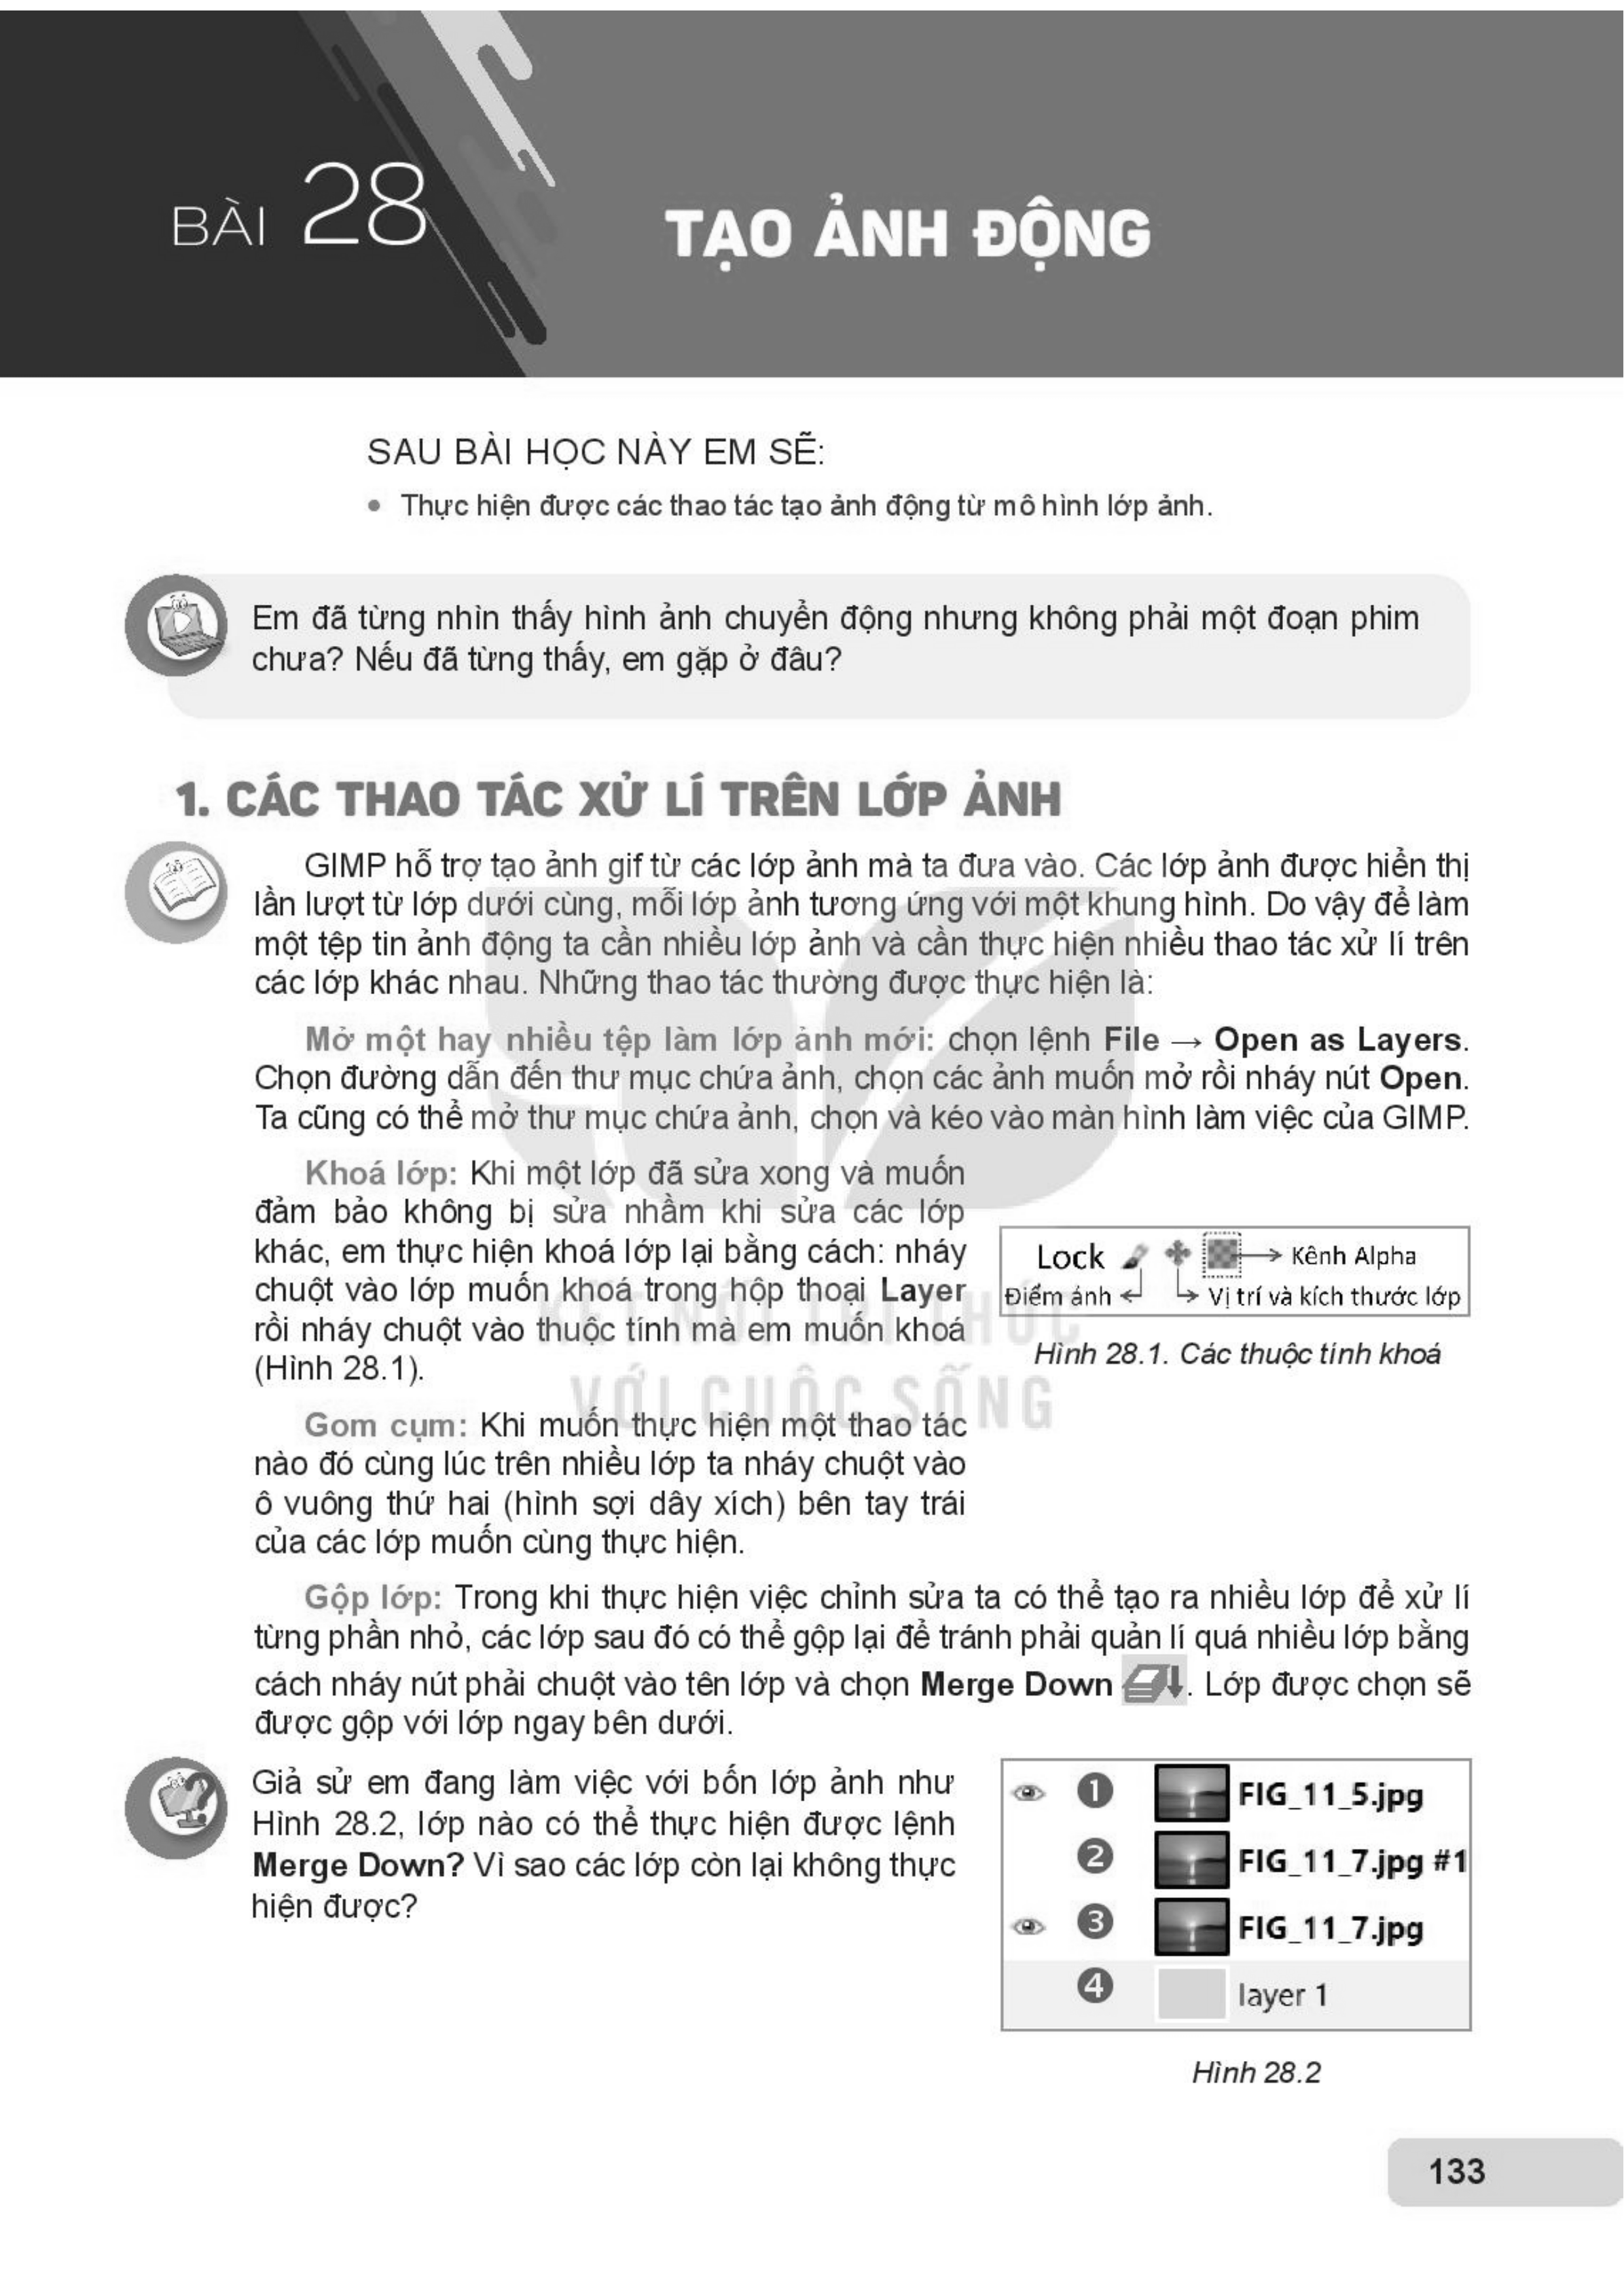 BÀI 28
TẠO ẢNH ĐỘNG
SAU BÀI HỌC NÀY EM SẼ:
• Thực hiện được các thao tác tạo ảnh động từ mô hình lớp ảnh.
Em đã từng nhìn thấy hình ảnh chuyển động nhưng không phải một đoạn phim
chưa? Nếu đã từng thấy, em gặp ở đâu?
1. CÁC THAO TÁC XỬ LÍ TRÊN LỚP ẢNH
GIMP hỗ trợ tạo ảnh gif từ các lớp ảnh mà ta đưa vào. Các lớp ảnh được hiển thị
lần lượt từ lớp dưới cùng, mỗi lớp ảnh tương ứng với một khung hình. Do vậy để làm
một tệp tin ảnh động ta cần nhiều lớp ảnh và cần thực hiện nhiều thao tác xử lí trên
các lớp khác nhau. Những thao tác thường được thực hiện là:
Mở một hay nhiều tệp làm lớp ảnh mới: chọn lệnh File → Open as Layers.
Chọn đường dẫn đến thư mục chứa ảnh, chọn các ảnh muốn mở rồi nháy nút Open.
Ta cũng có thể mở thư mục chứa ảnh, chọn và kéo vào màn hình làm việc của GIMP.
Khoá lớp: Khi một lớp đã sửa xong và muốn
đảm bảo không bị sửa nhầm khi sửa các lớp
khác, em thực hiện khoá lớp lại bằng cách: nháy
chuột vào lớp muốn khoá trong hộp thoại Layer
rồi nháy chuột vào thuộc tính mà em muốn khoá
(Hình 28.1).
Lock → Kênh Alpha
Điểm ảnh ↵ ↳ Vị trí và kích thước lớp
Hình 28.1. Các thuộc tính khoá
KẾT NỐI TRI THỨC
VỚI CUỘC SỐNG
Gom cụm: Khi muốn thực hiện một thao tác
nào đó cùng lúc trên nhiều lớp ta nháy chuột vào
ô vuông thứ hai (hình sợi dây xích) bên tay trái
của các lớp muốn cùng thực hiện.
Gộp lớp: Trong khi thực hiện việc chỉnh sửa ta có thể tạo ra nhiều lớp để xử lí
từng phần nhỏ, các lớp sau đó có thể gộp lại để tránh phải quản lí quá nhiều lớp bằng
cách nháy nút phải chuột vào tên lớp và chọn Merge Down . Lớp được chọn sẽ
được gộp với lớp ngay bên dưới.
Giả sử em đang làm việc với bốn lớp ảnh như
Hình 28.2, lớp nào có thể thực hiện được lệnh
Merge Down? Vì sao các lớp còn lại không thực
hiện được?
1 FIG_11_5.jpg
2 FIG_11_7.jpg #1
3 FIG_11_7.jpg
4 layer 1
Hình 28.2
133